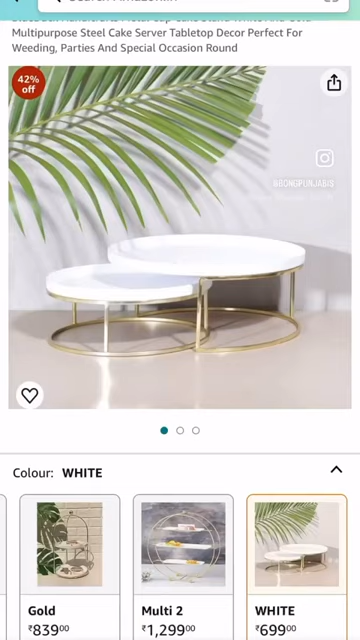 Multipurpose Steel Cake Server Tabletop Decor Perfect For
Weeding, Parties And Special Occasion Round
42%
off
@BONGPUNJABIS
Colour: WHITE
Gold
₹839.00
Multi 2
₹1,299.00
WHITE
₹699.00